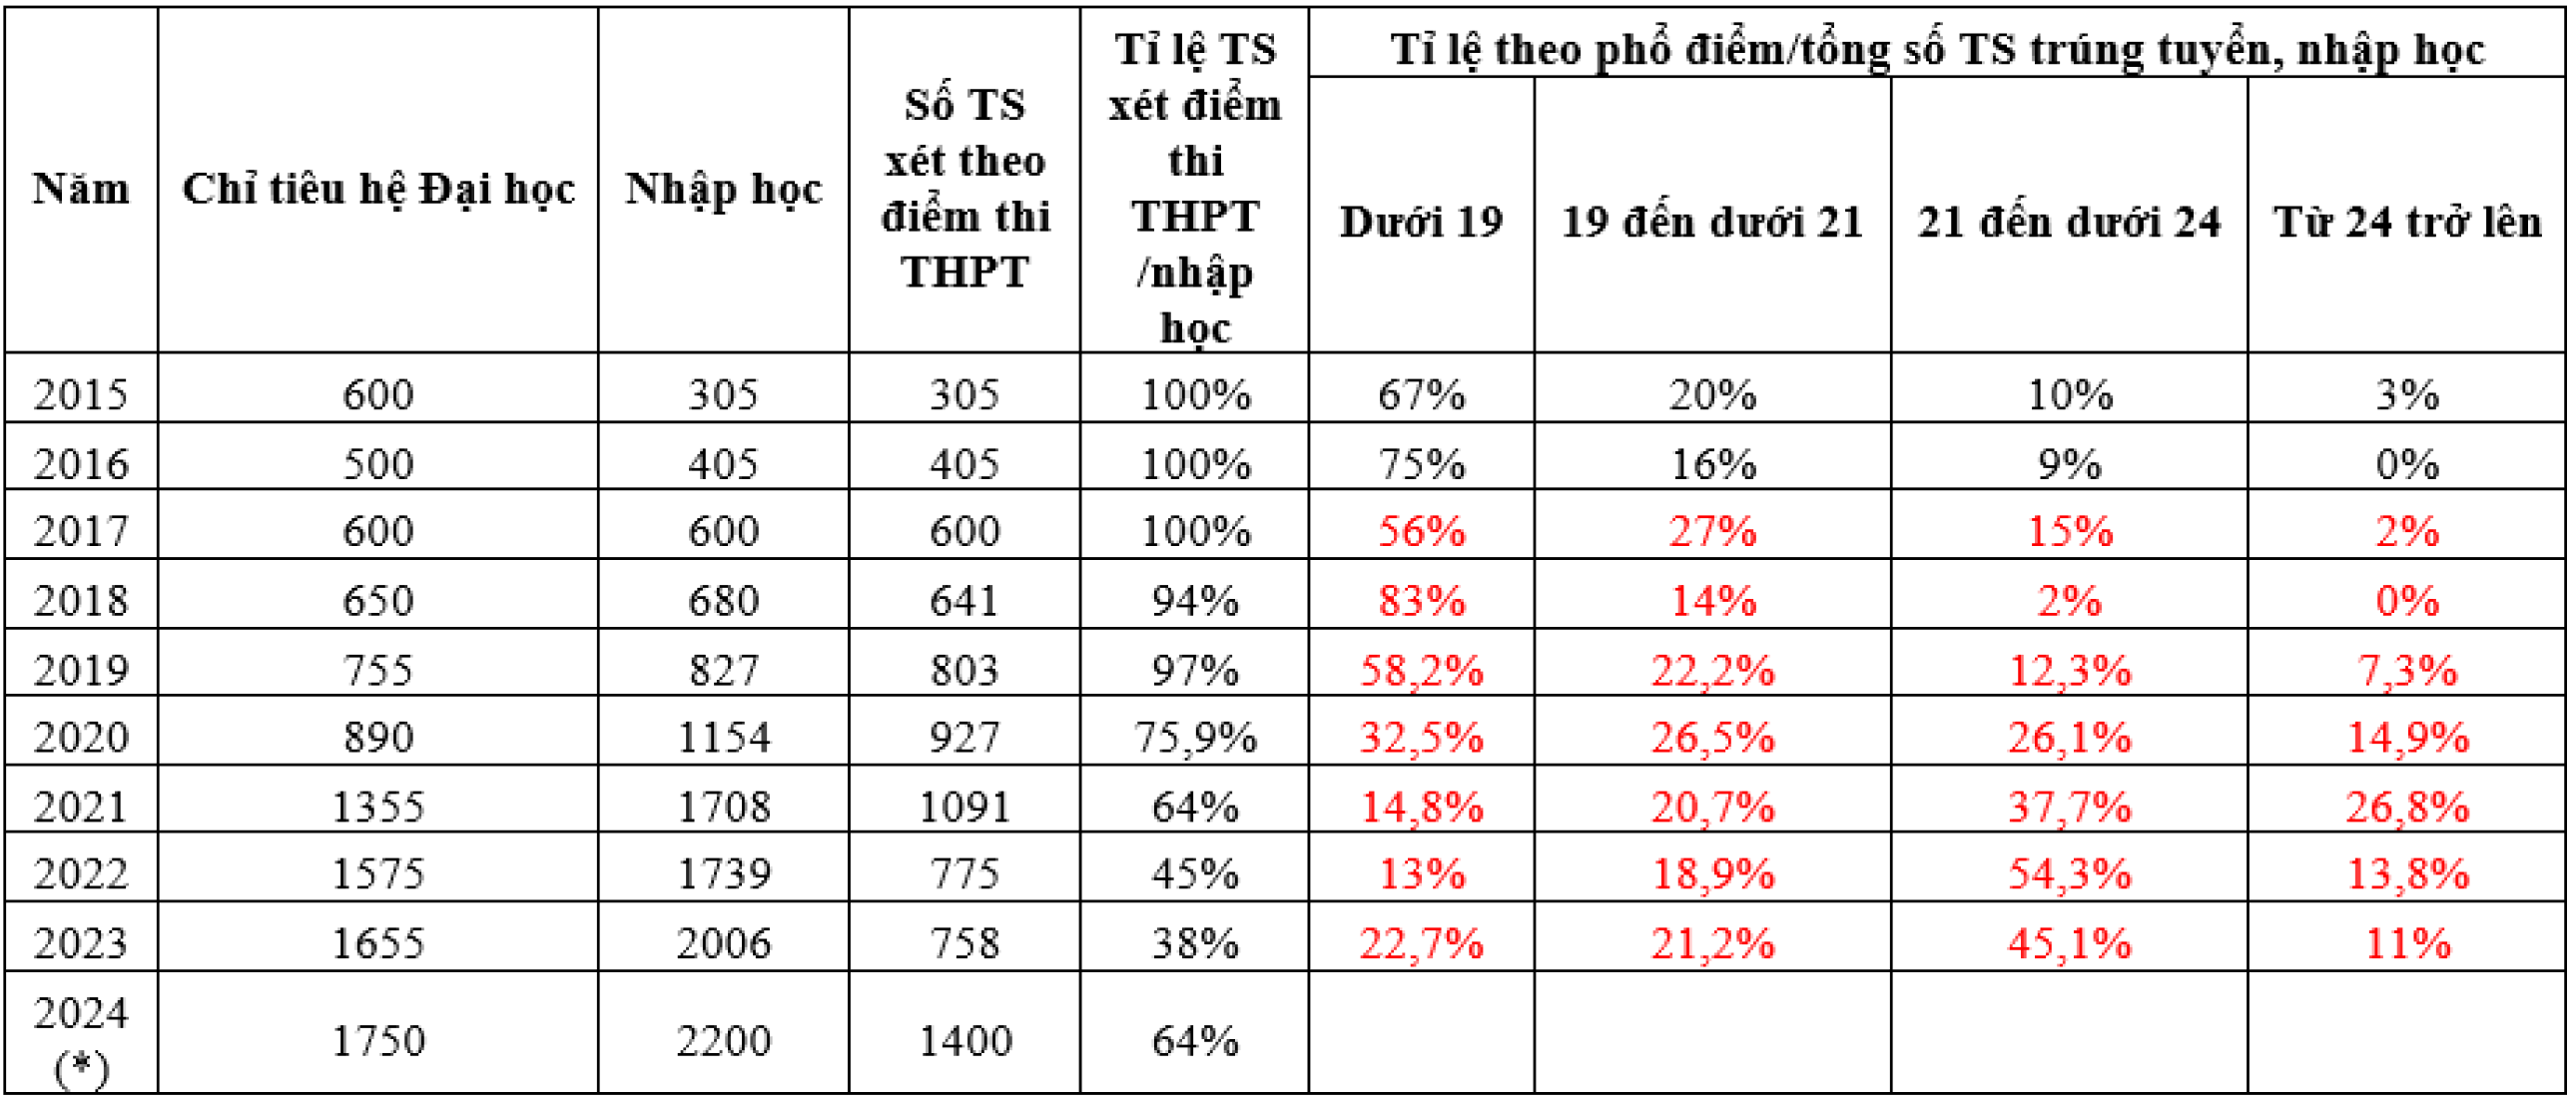 Năm
Chỉ tiêu hệ Đại học
Nhập học
Số TS
xét theo
điểm thi
THPT
Tỉ lệ TS
xét điểm
thi
THPT
/nhập
học
Tỉ lệ theo phổ điểm/tổng số TS trúng tuyển, nhập học
Dưới 19
19 đến dưới 21
21 đến dưới 24
Từ 24 trở lên
2015 600 305 305 100% 67% 20% 10% 3%
2016 500 405 405 100% 75% 16% 9% 0%
2017 600 600 600 100% 56% 27% 15% 2%
2018 650 680 641 94% 83% 14% 2% 0%
2019 755 827 803 97% 58,2% 22,2% 12,3% 7,3%
2020 890 1154 927 75,9% 32,5% 26,5% 26,1% 14,9%
2021 1355 1708 1091 64% 14,8% 20,7% 37,7% 26,8%
2022 1575 1739 775 45% 13% 18,9% 54,3% 13,8%
2023 1655 2006 758 38% 22,7% 21,2% 45,1% 11%
2024
(*)
1750 2200 1400 64%